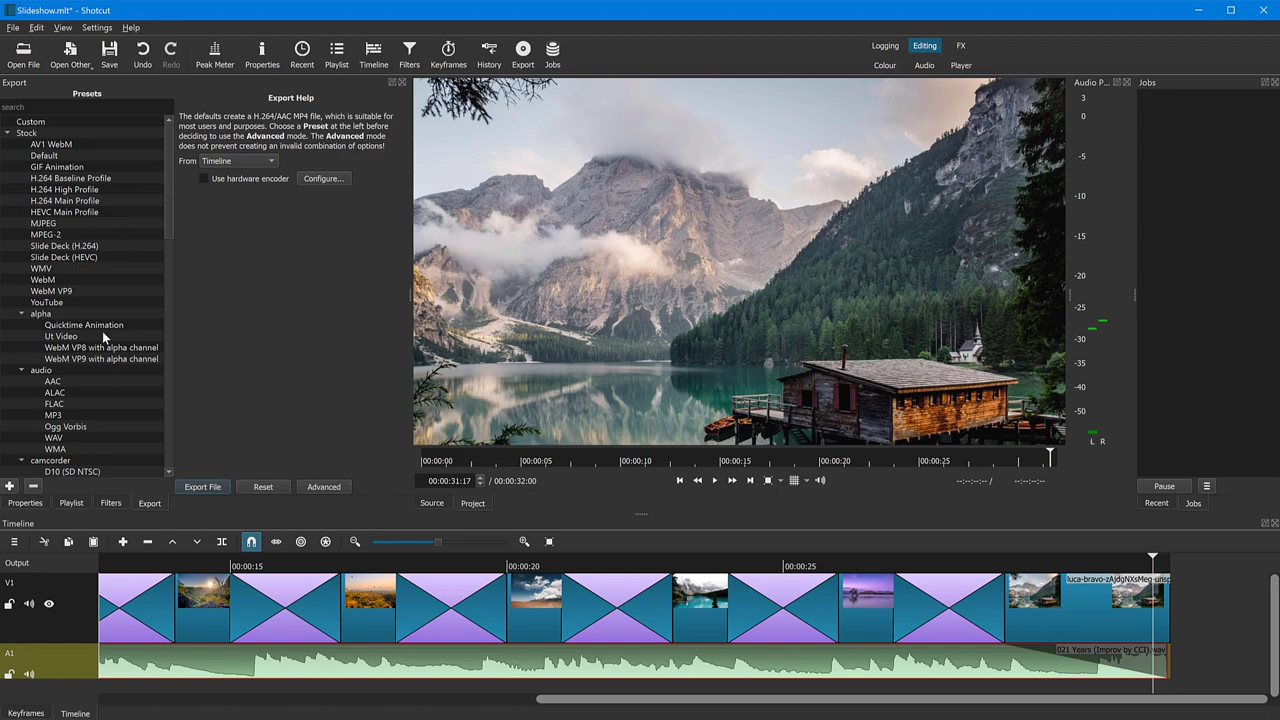 Slideshow.mlt* - Shotcut
File Edit View Settings Help
Open File Open Other.. Save Undo Redo Peak Meter Properties Recent Playlist Timeline Filters Keyframes History Export Jobs
Logging Editing FX
Colour Audio Player
Export
Presets
search
Custom
Stock
AV1 WebM
Default
GIF Animation
H.264 Baseline Profile
H.264 High Profile
H.264 Main Profile
HEVC Main Profile
MJPEG
MPEG-2
Slide Deck (H.264)
Slide Deck (HEVC)
WMV
WebM
WebM VP9
YouTube
alpha
Quicktime Animation
Ut Video
WebM VP8 with alpha channel
WebM VP9 with alpha channel
audio
AAC
ALAC
FLAC
MP3
Ogg Vorbis
WAV
WMA
camcorder
D10 (SD NTSC)
Export Help
The defaults create a H.264/AAC MP4 file, which is suitable for
most users and purposes. Choose a Preset at the left before
deciding to use the Advanced mode. The Advanced mode
does not prevent creating an invalid combination of options!
From Timeline
Use hardware encoder Configure...
Export File Reset Advanced
Properties Playlist Filters Export
00:00:00 00:00:05 00:00:10 00:00:15 00:00:20 00:00:25
00:00:31:17 / 00:00:32:00 --:--:--:-- / --:--:--:--
Source Project
Audio P...
3
0
-5
-10
-15
-20
-25
-30
-35
-40
-50
L R
Jobs
Pause
Recent Jobs
Timeline
Output 00:00:15 00:00:20 00:00:25
V1
luca-bravo-zAjdgNXsMeg-unsp
A1
021 Years (Improv by CCI).wav
Keyframes Timeline